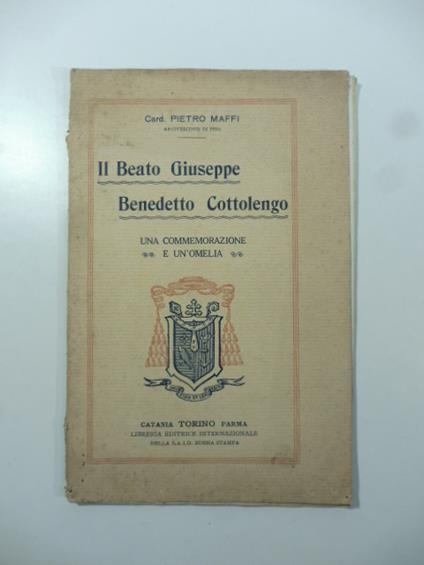 Card. PIETRO MAFFI
ARCIVESCOVO DI PISA
Il Beato Giuseppe
Benedetto Cottolengo
UNA COMMEMORAZIONE
E UN'OMELIA
CATANIA TORINO PARMA
LIBRERIA EDITRICE INTERNAZIONALE
DELLA S.A.I.D. BUONA STAMPA